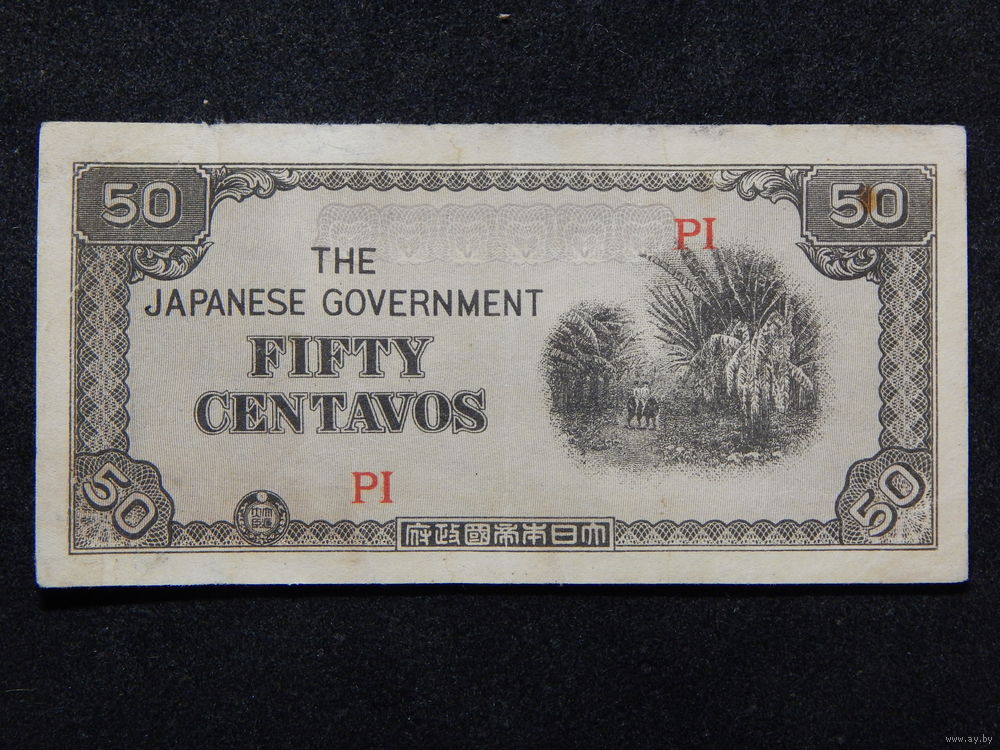 50
50
PI
THE
JAPANESE GOVERNMENT
FIFTY
CENTAVOS
PI
50
50
府政國帝本日大
www.ay.by